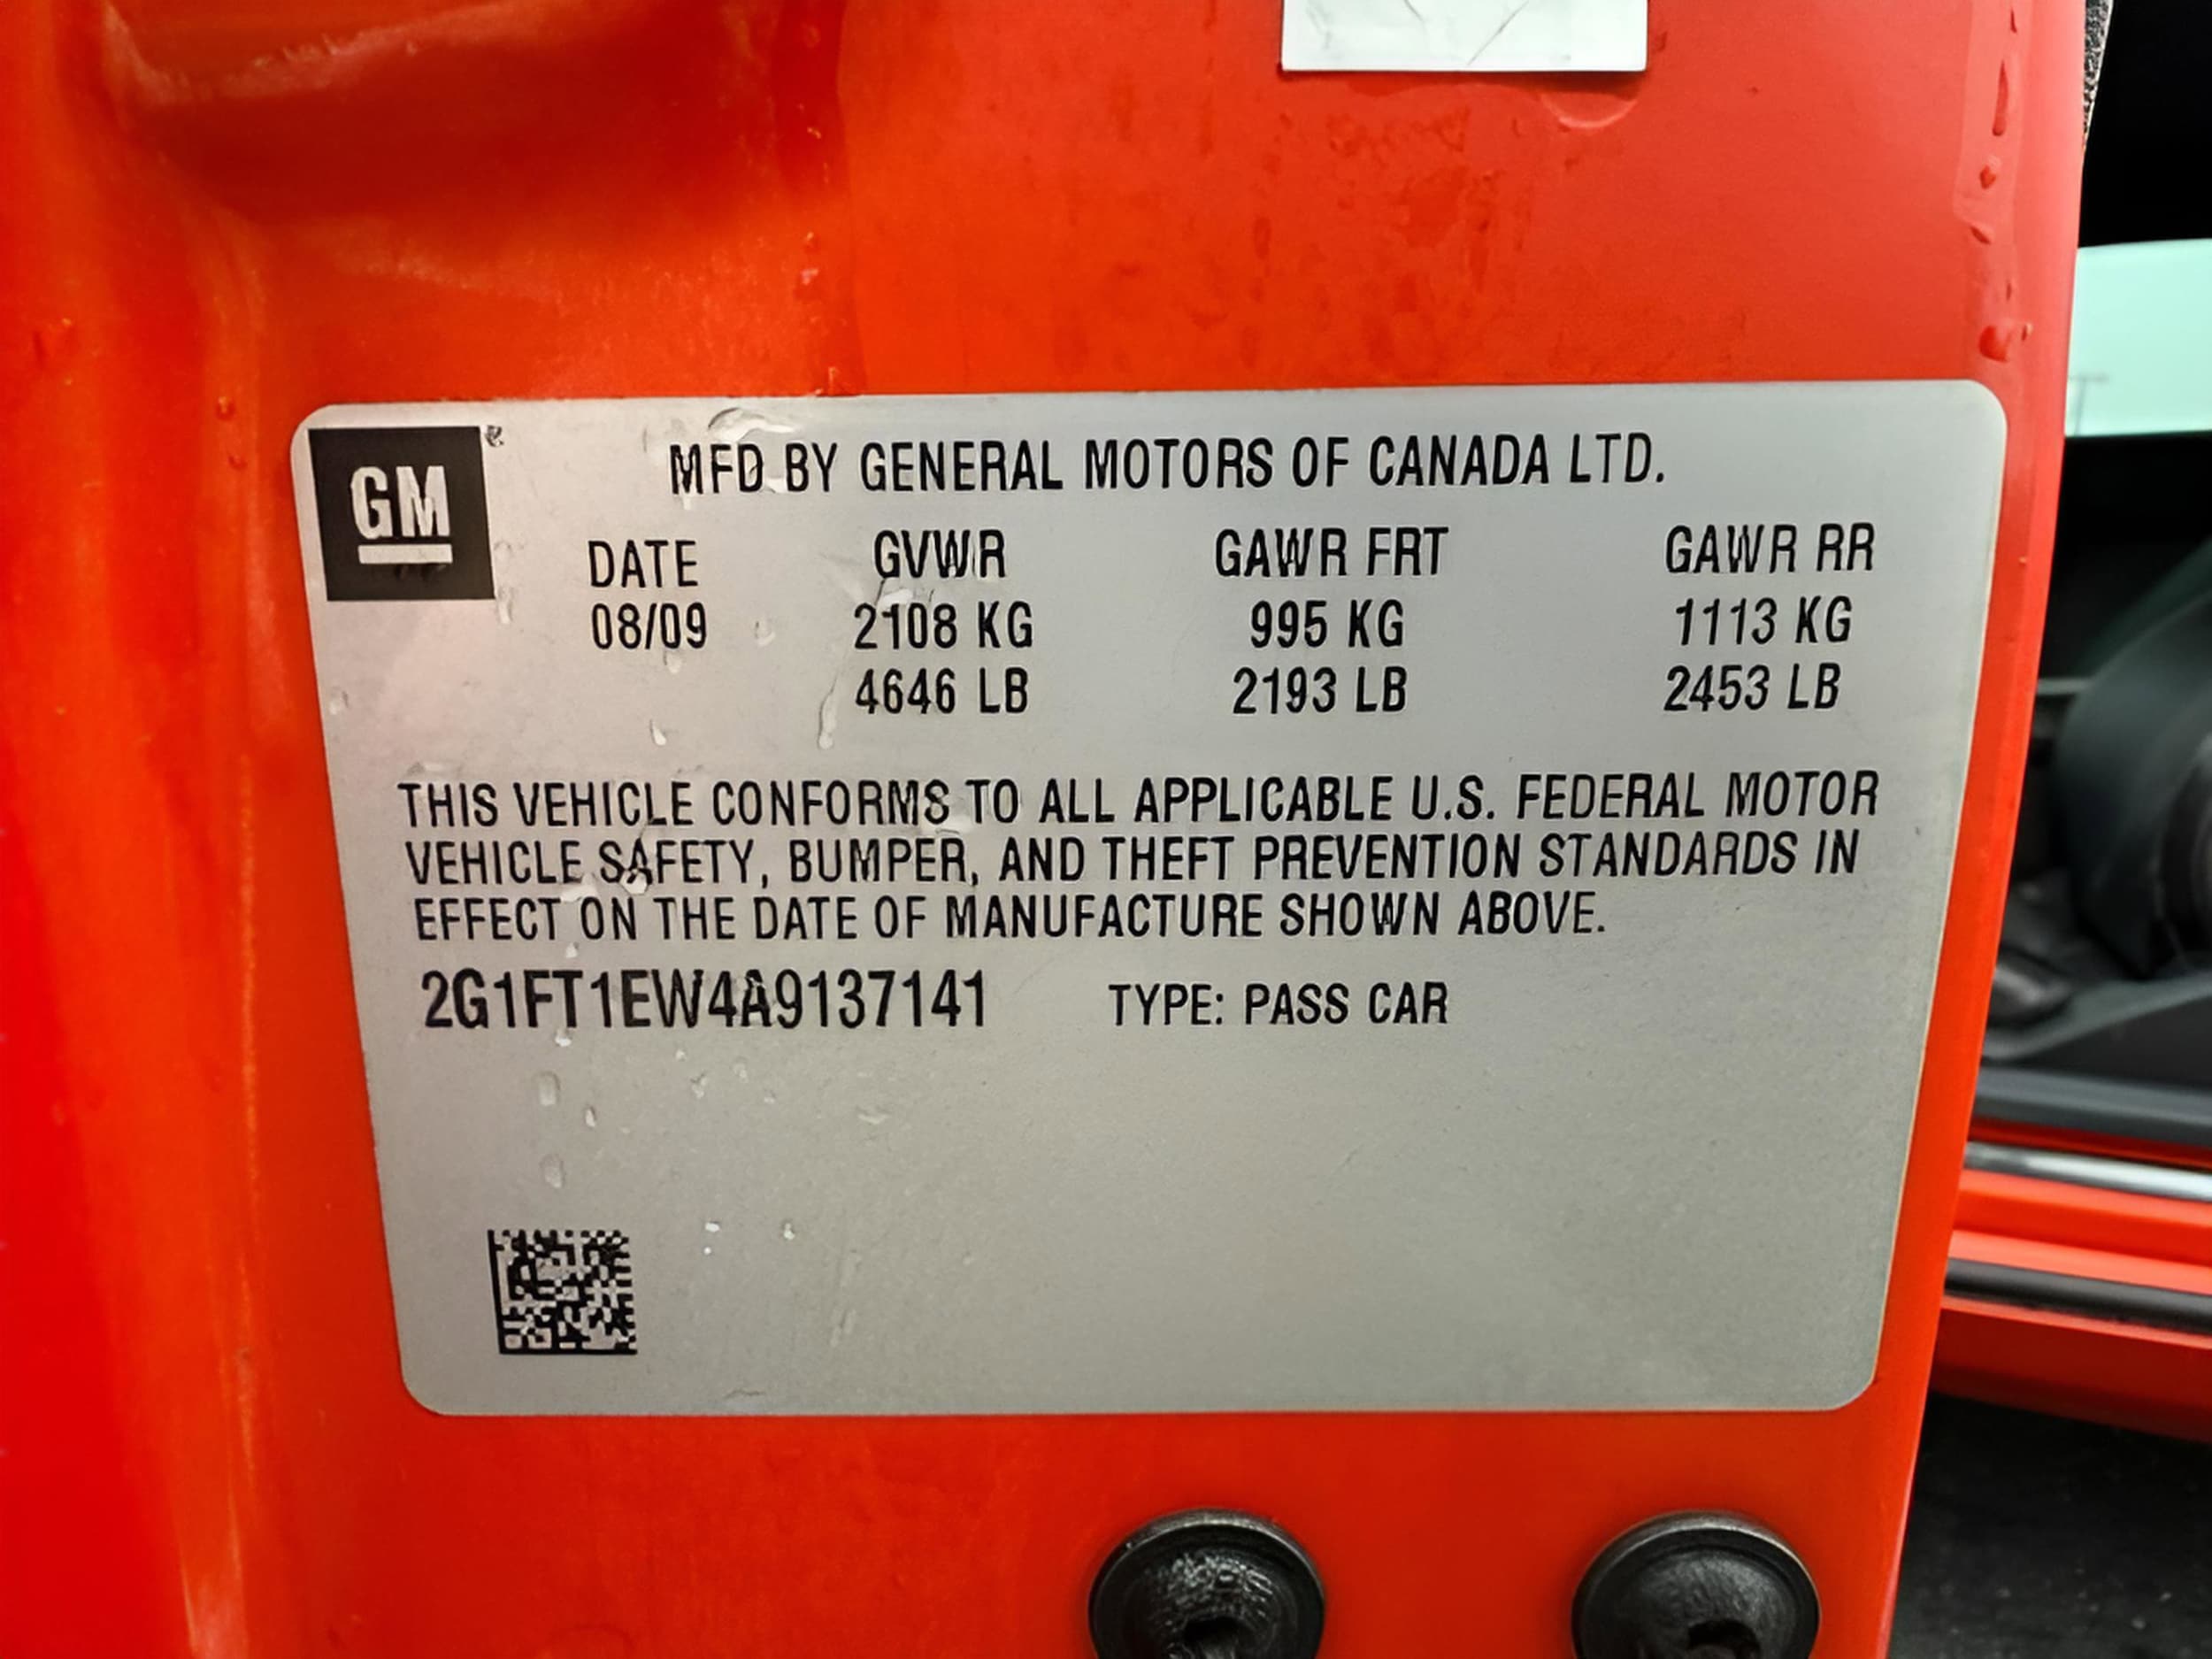 GM
MFD BY GENERAL MOTORS OF CANADA LTD.
DATE GVWR GAWR FRT GAWR RR
08/09 2108 KG 995 KG 1113 KG
4646 LB 2193 LB 2453 LB
THIS VEHICLE CONFORMS TO ALL APPLICABLE U.S. FEDERAL MOTOR
VEHICLE SAFETY, BUMPER, AND THEFT PREVENTION STANDARDS IN
EFFECT ON THE DATE OF MANUFACTURE SHOWN ABOVE.
2G1FT1EW4A9137141 TYPE: PASS CAR